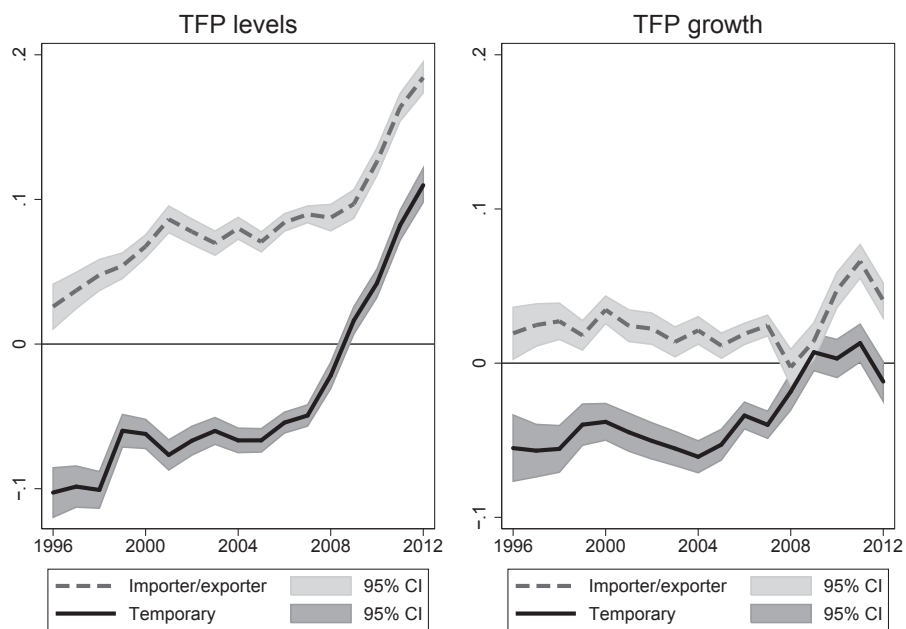 TFP levels
.2
.1
0
-.1
1996 2000 2004 2008 2012
Importer/exporter 95% CI
Temporary 95% CI
TFP growth
.2
.1
0
-.1
1996 2000 2004 2008 2012
Importer/exporter 95% CI
Temporary 95% CI